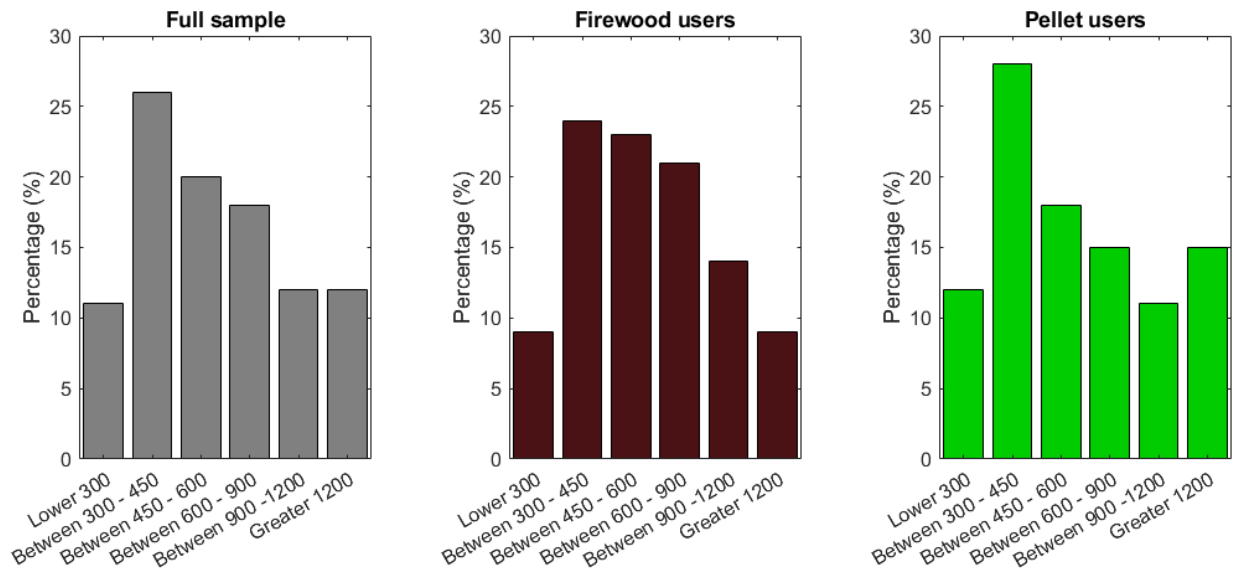 Full sample
Percentage (%)
30
25
20
15
10
5
0
Lower 300
Between 300 - 450
Between 450 - 600
Between 600 - 900
Between 900 -1200
Greater 1200
Firewood users
Percentage (%)
30
25
20
15
10
5
0
Lower 300
Between 300 - 450
Between 450 - 600
Between 600 - 900
Between 900 -1200
Greater 1200
Pellet users
Percentage (%)
30
25
20
15
10
5
0
Lower 300
Between 300 - 450
Between 450 - 600
Between 600 - 900
Between 900 -1200
Greater 1200